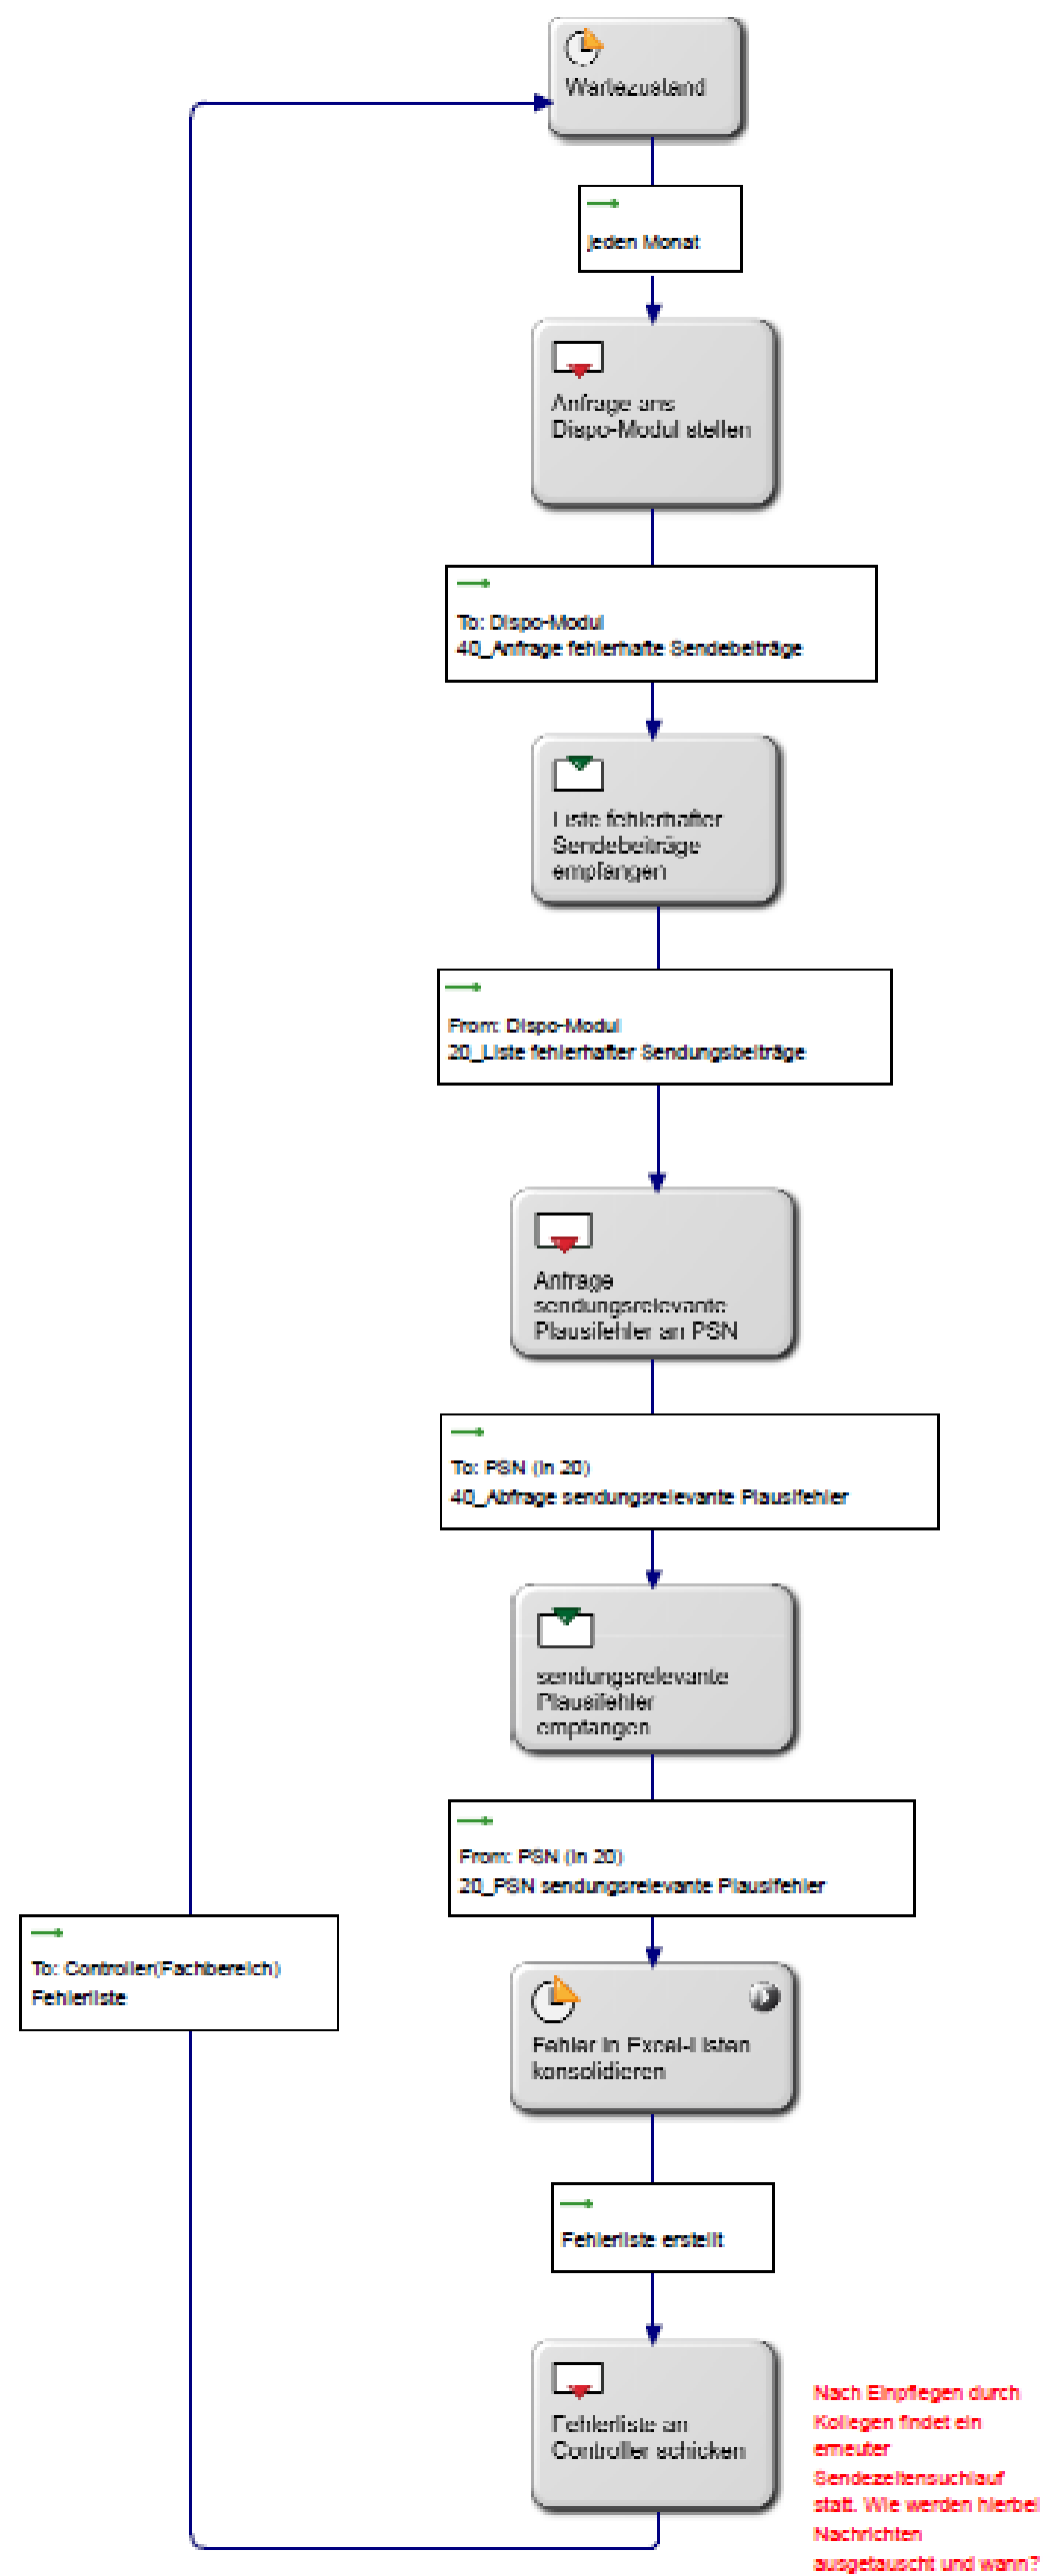 Wartezustand
jeden Monat
Anfrage ans
Dispo-Modul stellen
To: Dispo-Modul
40_Anfrage fehlerhafte Sendebeiträge
Liste fehlerhafter
Sendebeiträge
empfangen
From: Dispo-Modul
20_Liste fehlerhafter Sendungsbeiträge
Anfrage
sendungsrelevante
Plausifehler an PSN
To: PSN (in 20)
40_Abfrage sendungsrelevante Plausifehler
sendungsrelevante
Plausifehler
empfangen
From: PSN (in 20)
20_PSN sendungsrelevante Plausifehler
To: Controller(Fachbereich)
Fehlerliste
Fehler in Excel-Listen
konsolidieren
Fehlerliste erstellt
Fehlerliste an
Controller schicken
Nach Einpflegen durch
Kollegen findet ein
erneuter
Sendezeitensuchlauf
statt. Wie werden hierbei
Nachrichten
ausgetauscht und wann?